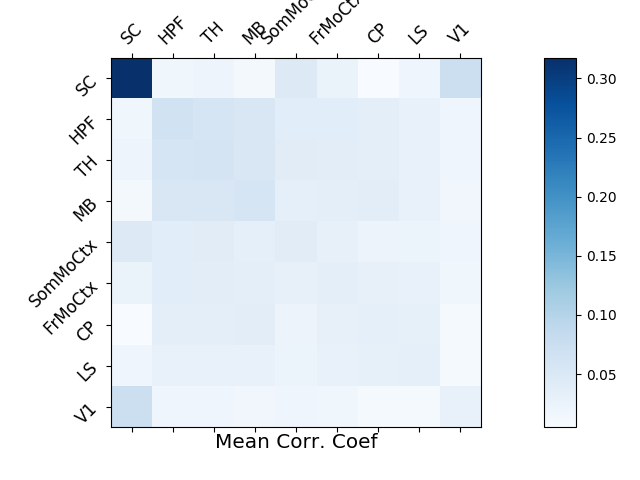 SC HPF TH MB SomMoCtx FrMoCtx CP LS V1
SC
HPF
TH
MB
SomMoCtx
FrMoCtx
CP
LS
V1
0.30
0.25
0.20
0.15
0.10
0.05
Mean Corr. Coef